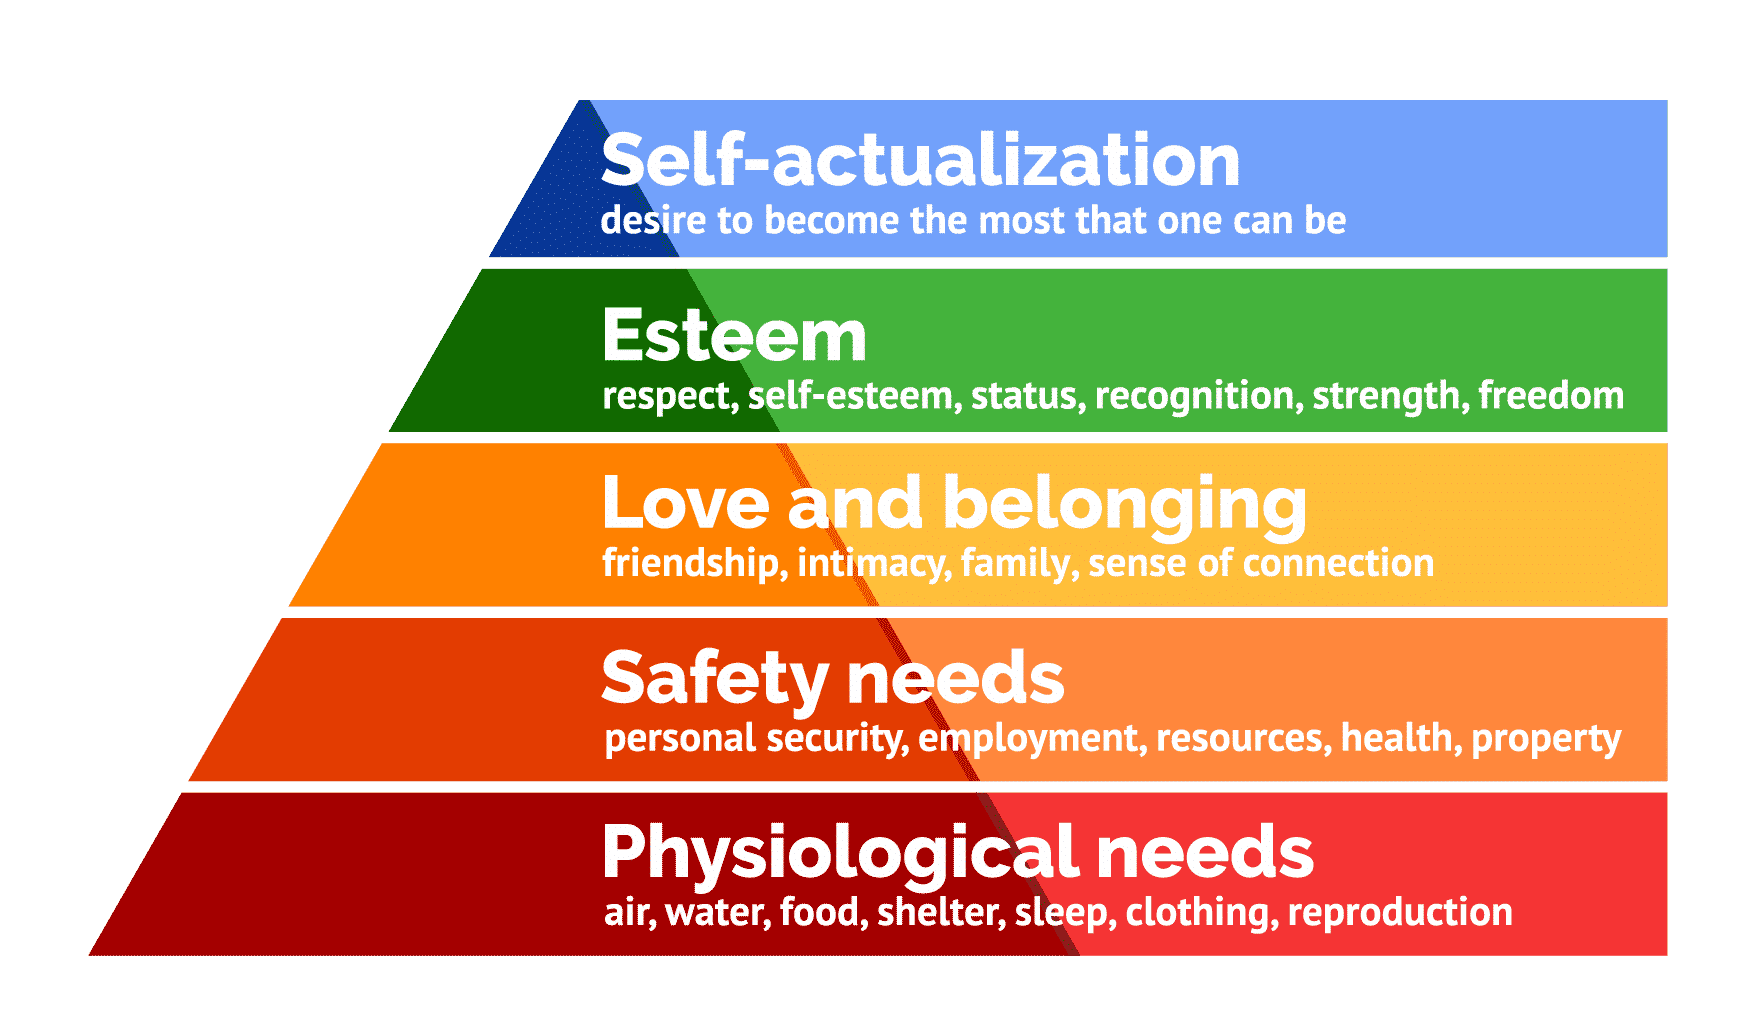 Self-actualization
desire to become the most that one can be
Esteem
respect, self-esteem, status, recognition, strength, freedom
Love and belonging
friendship, intimacy, family, sense of connection
Safety needs
personal security, employment, resources, health, property
Physiological needs
air, water, food, shelter, sleep, clothing, reproduction